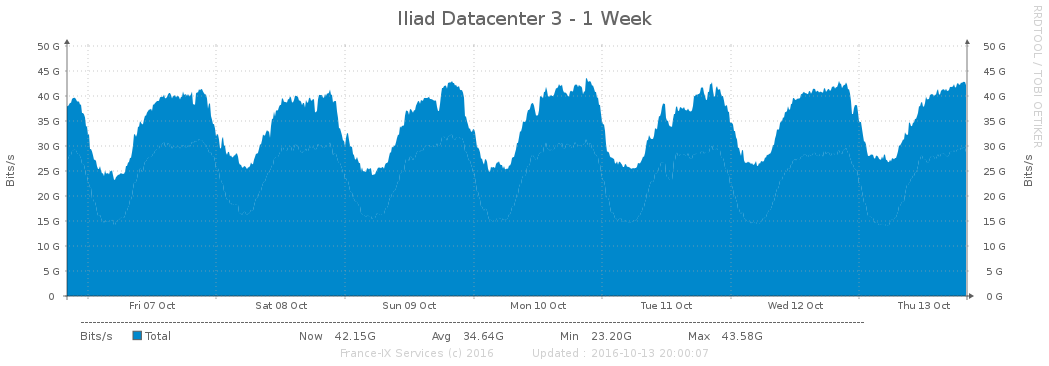 Iliad Datacenter 3 - 1 Week
RRDTOOL / TOBI OETIKER
Bits/s
50 G
45 G
40 G
35 G
30 G
25 G
20 G
15 G
10 G
5 G
0
50 G
45 G
40 G
35 G
30 G
25 G
20 G
15 G
10 G
5 G
0 G
Bits/s
Fri 07 Oct Sat 08 Oct Sun 09 Oct Mon 10 Oct Tue 11 Oct Wed 12 Oct Thu 13 Oct
Bits/s Total Now 42.15G Avg 34.64G Min 23.20G Max 43.58G
France-IX Services (c) 2016 Updated : 2016-10-13 20:00:07